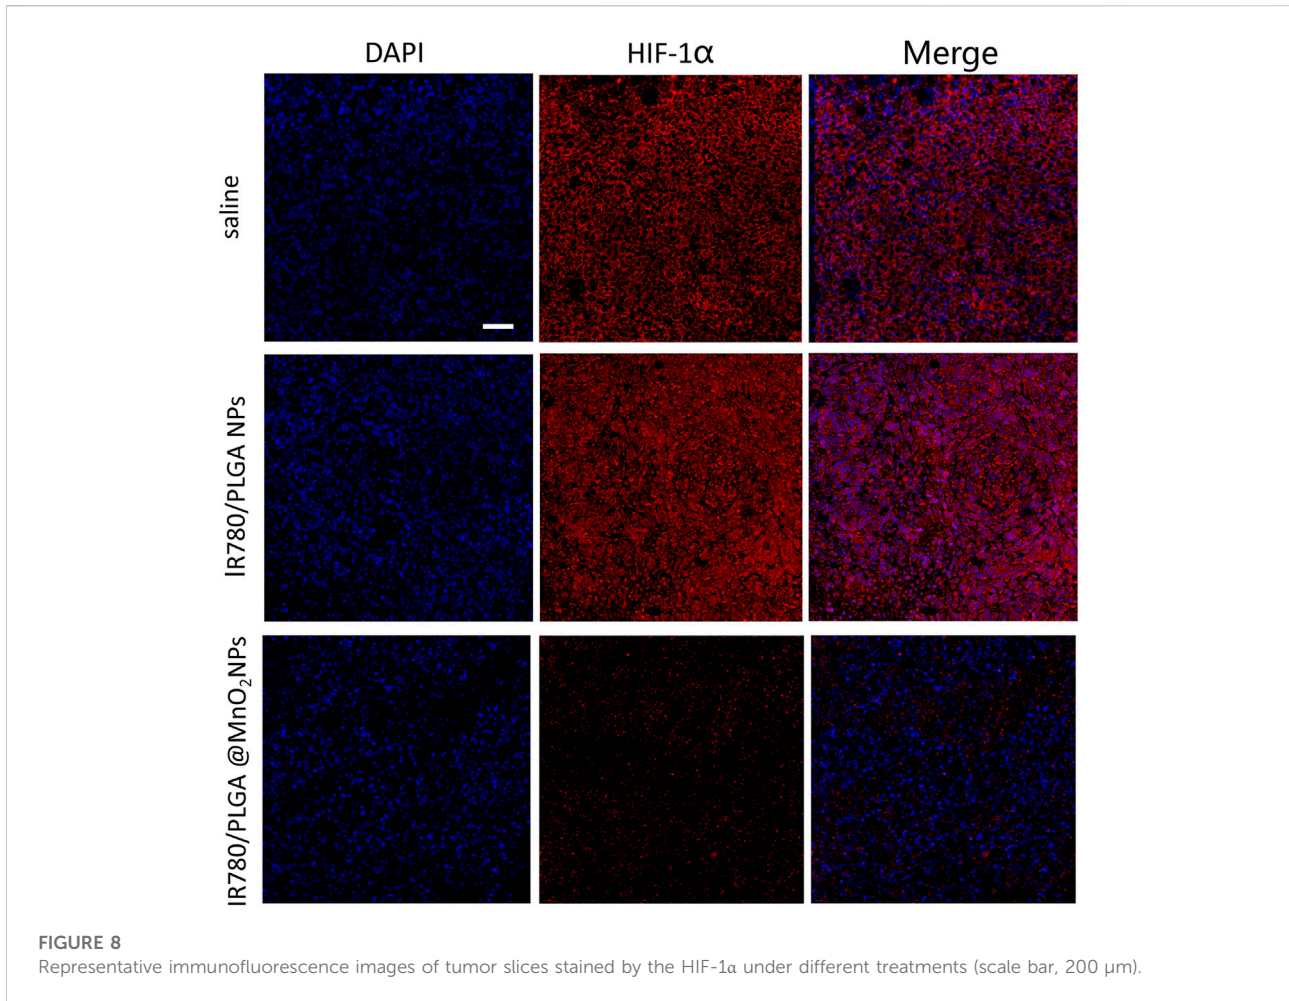 DAPI HIF-1α Merge
saline
IR780/PLGA NPs
IR780/PLGA @MnO₂NPs
FIGURE 8
Representative immunofluorescence images of tumor slices stained by the HIF-1α under different treatments (scale bar, 200 µm).